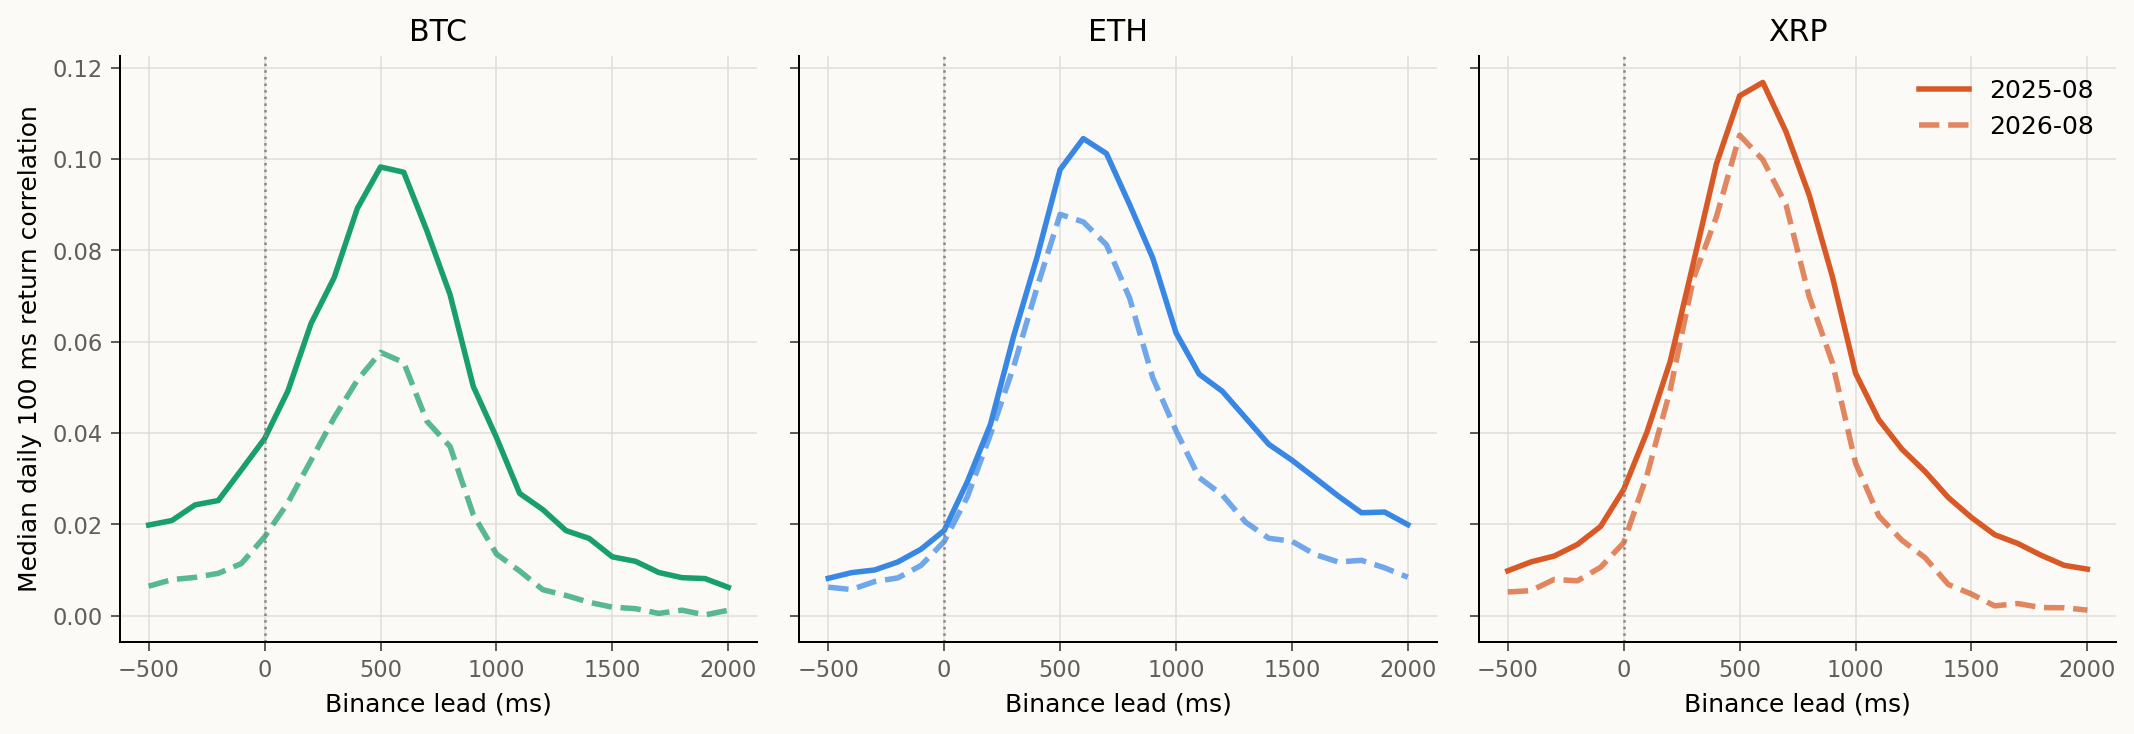 BTC
ETH
XRP
Median daily 100 ms return correlation
0.12
0.10
0.08
0.06
0.04
0.02
0.00
2025-08
2026-08
−500 0 500 1000 1500 2000
−500 0 500 1000 1500 2000
−500 0 500 1000 1500 2000
Binance lead (ms)
Binance lead (ms)
Binance lead (ms)